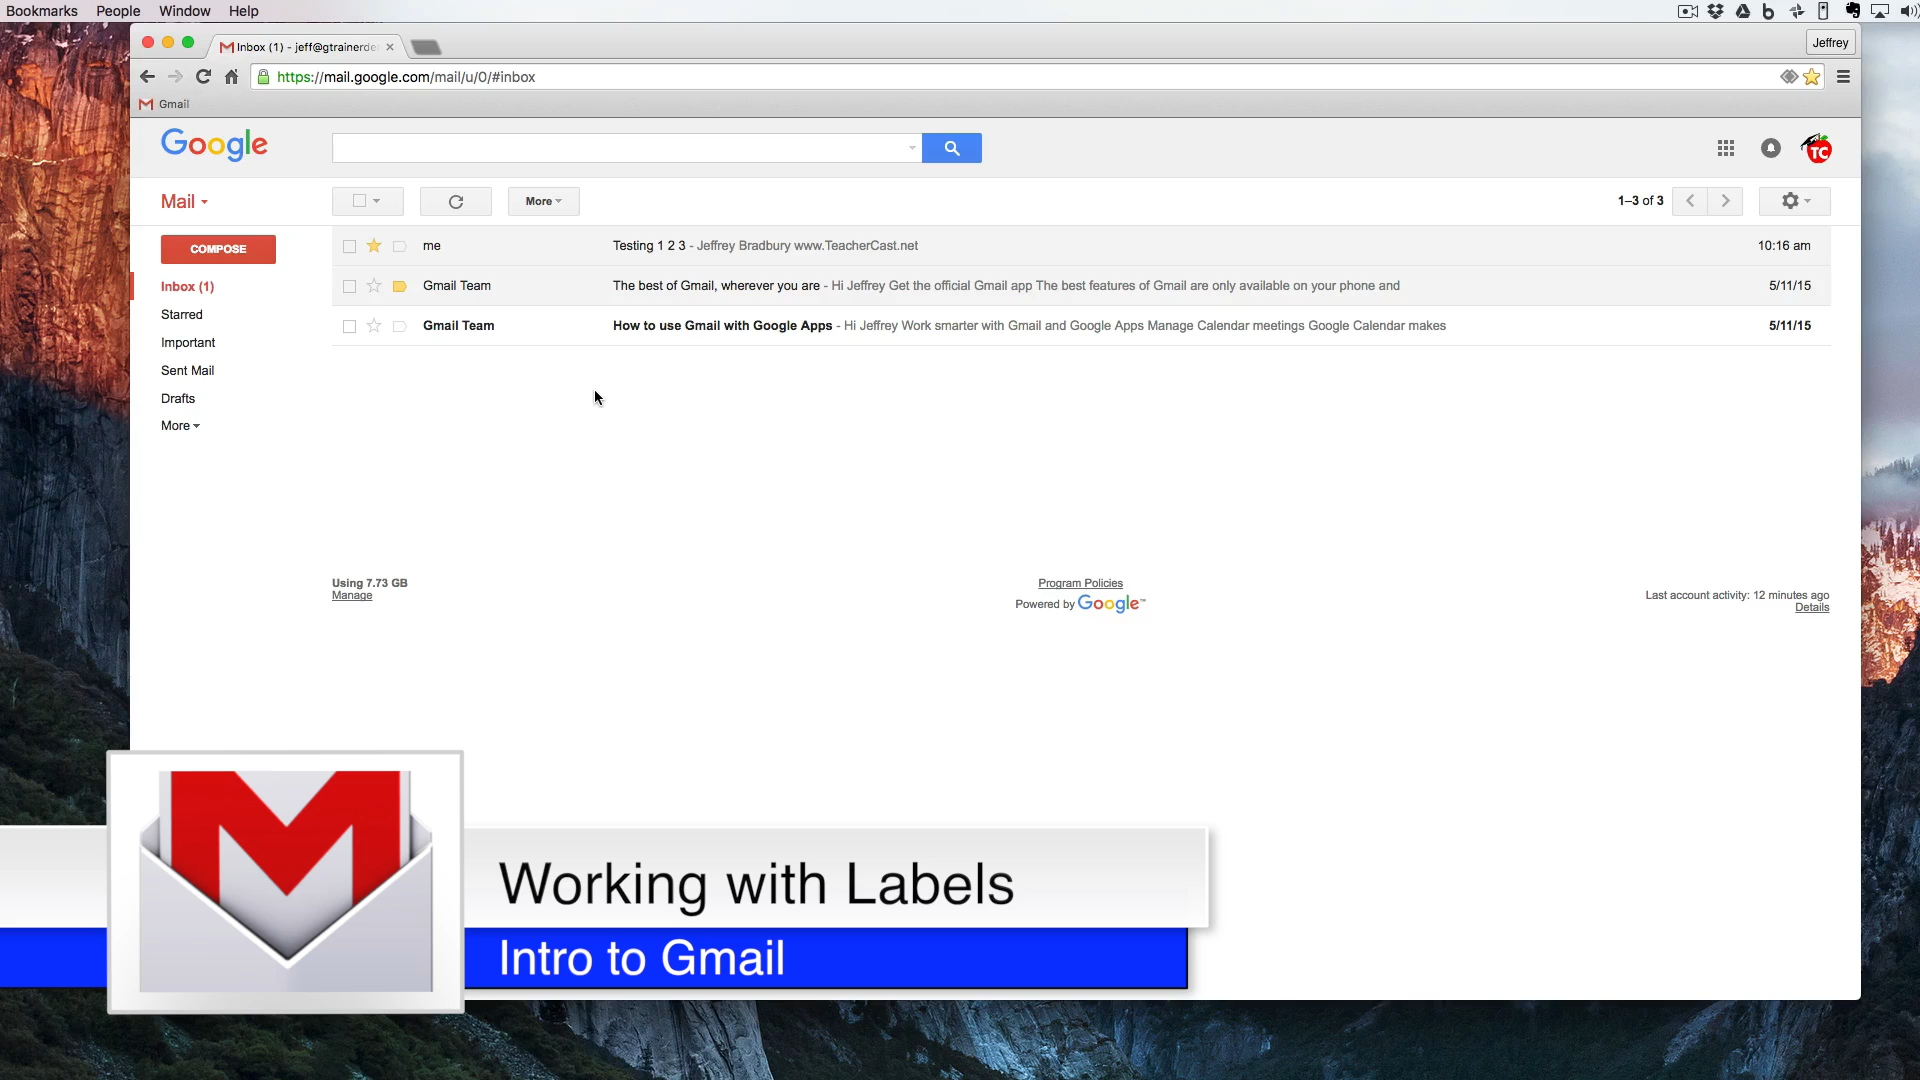 Bookmarks People Window Help
Inbox (1) - jeff@gtrainerde
Jeffrey
https://mail.google.com/mail/u/0/#inbox
Gmail
Google
TC
Mail
More
1–3 of 3
COMPOSE
me Testing 1 2 3 - Jeffrey Bradbury www.TeacherCast.net 10:16 am
Inbox (1)
Gmail Team The best of Gmail, wherever you are - Hi Jeffrey Get the official Gmail app The best features of Gmail are only available on your phone and 5/11/15
Starred
Gmail Team How to use Gmail with Google Apps - Hi Jeffrey Work smarter with Gmail and Google Apps Manage Calendar meetings Google Calendar makes 5/11/15
Important
Sent Mail
Drafts
More
Using 7.73 GB
Manage
Program Policies
Powered by Google™
Last account activity: 12 minutes ago
Details
Working with Labels
Intro to Gmail